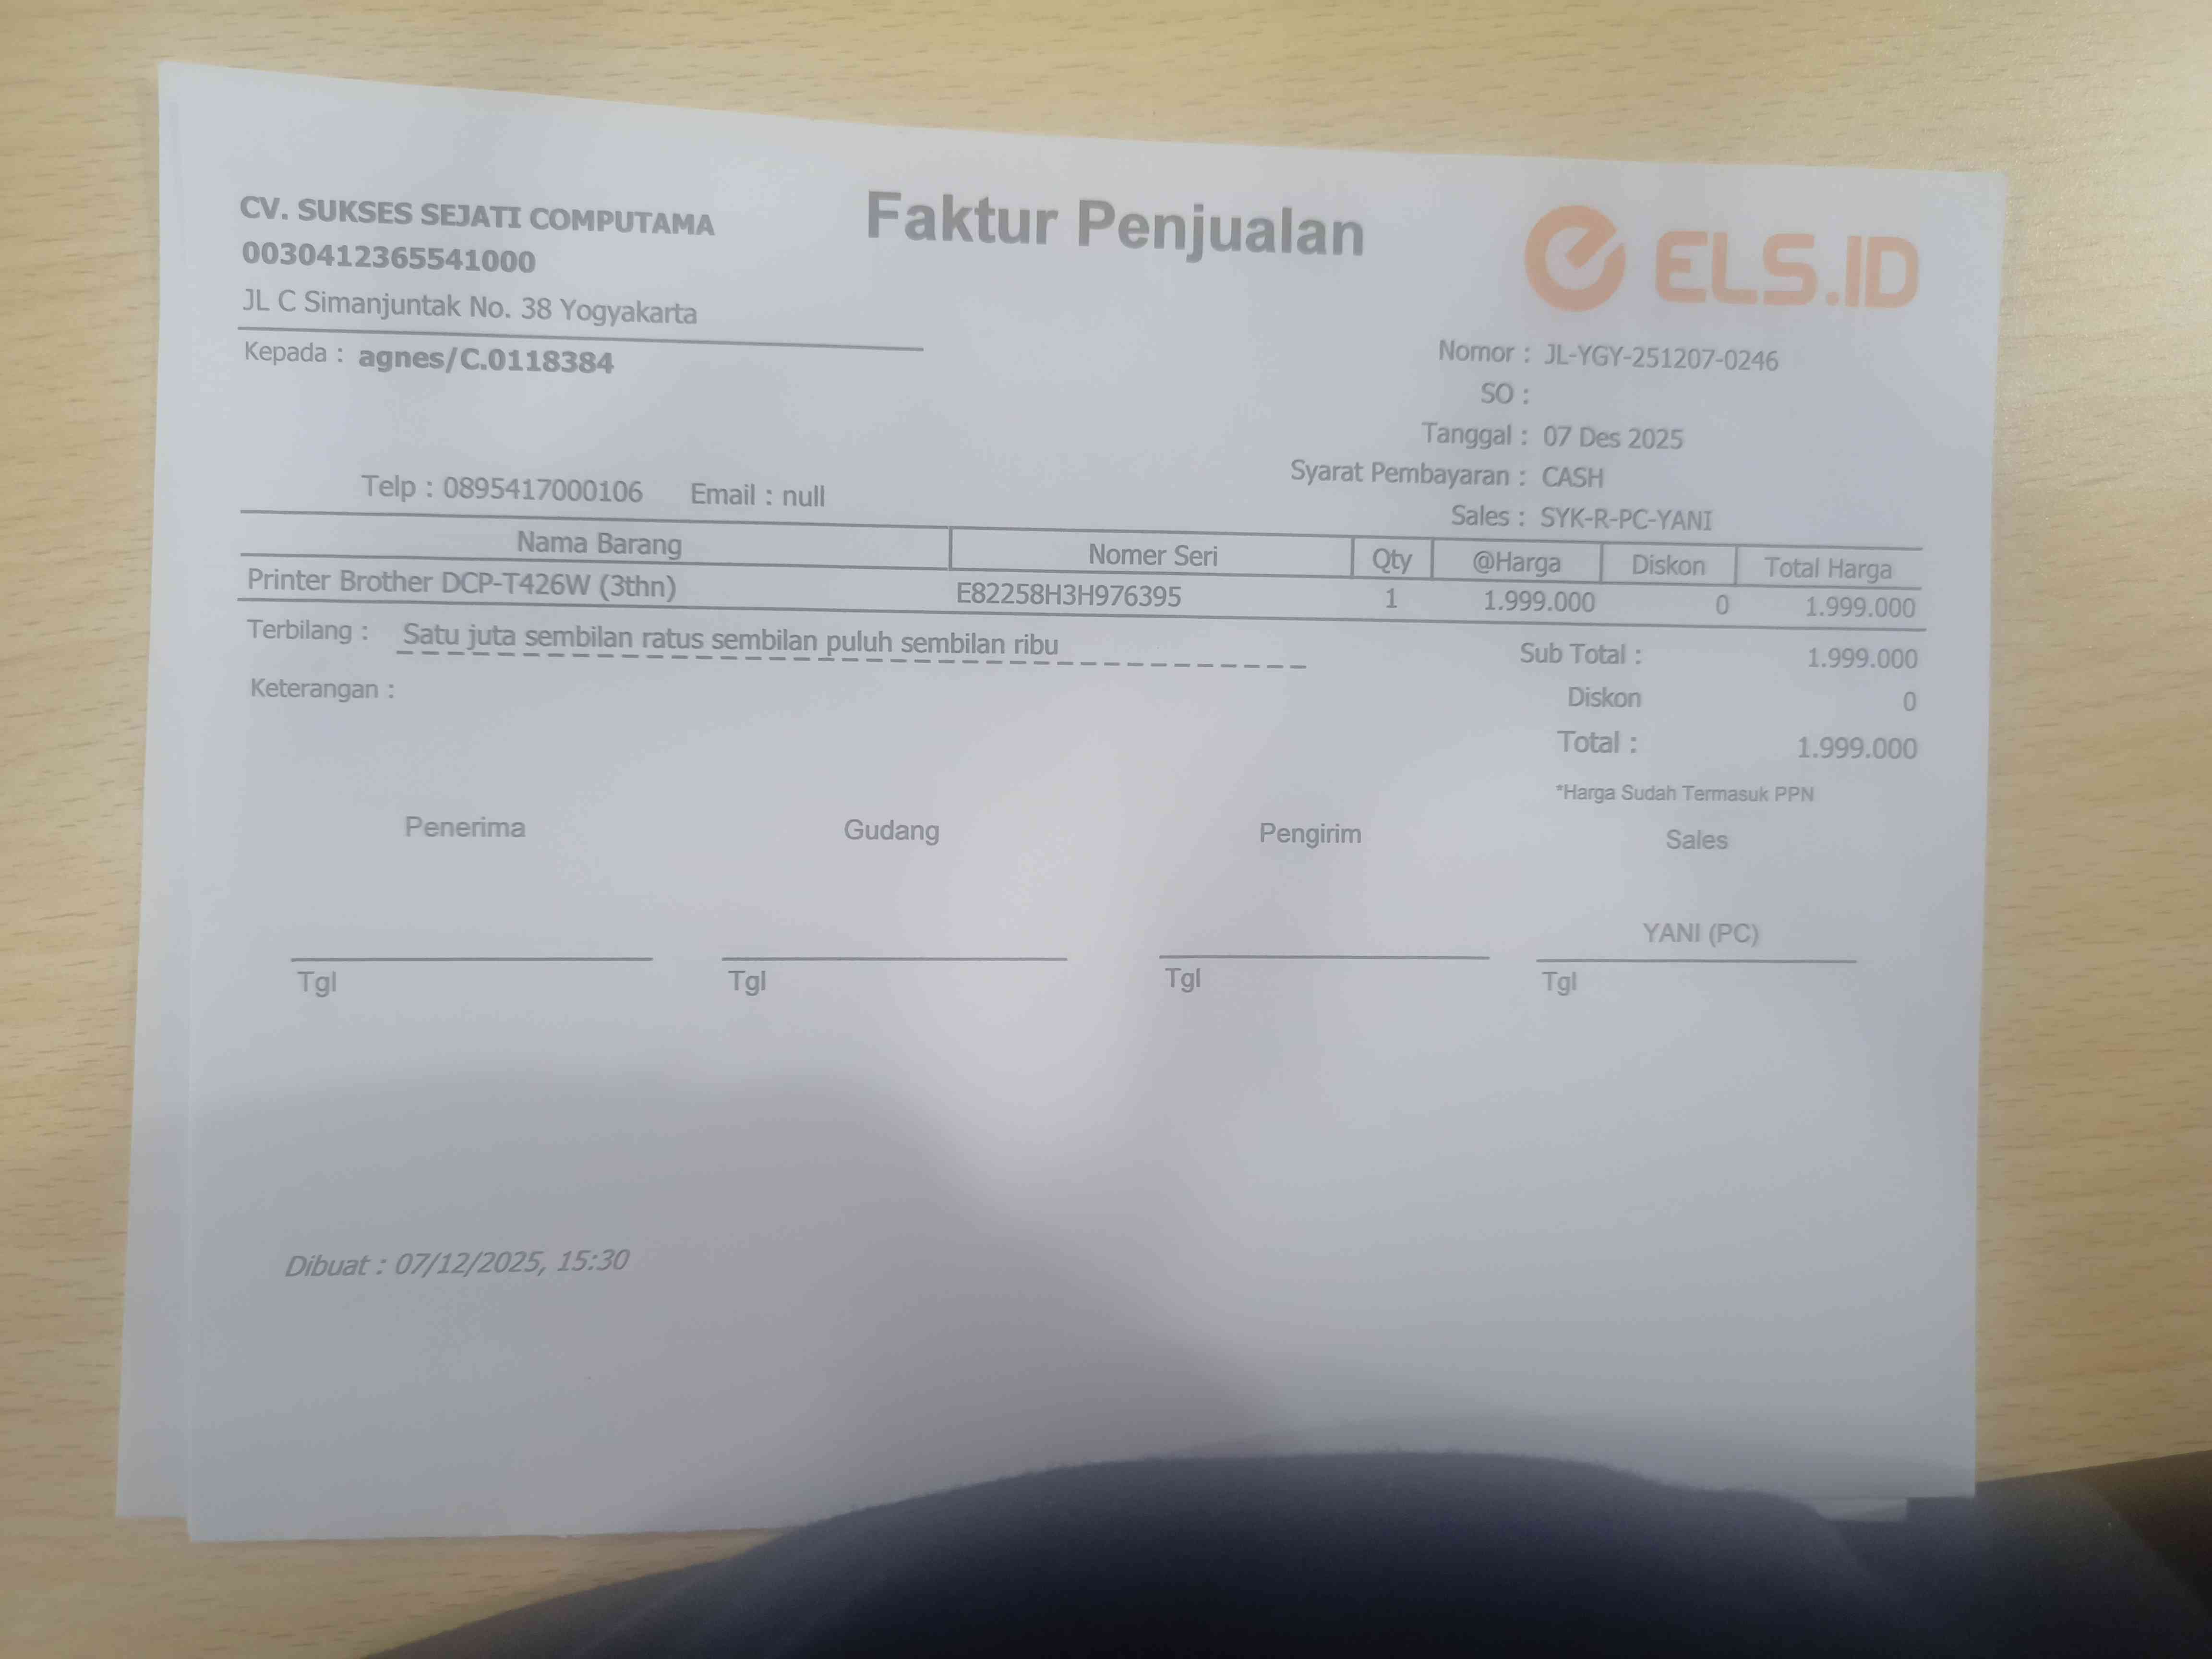 CV. SUKSES SEJATI COMPUTAMA
0030412365541000
JL C Simanjuntak No. 38 Yogyakarta
Faktur Penjualan
ELS.ID
Kepada : agnes/C.0118384
Telp : 0895417000106 Email : null
Nomor : JL-YGY-251207-0246
SO :
Tanggal : 07 Des 2025
Syarat Pembayaran : CASH
Sales : SYK-R-PC-YANI
Nama Barang Nomer Seri Qty @Harga Diskon Total Harga
Printer Brother DCP-T426W (3thn) E82258H3H976395 1 1.999.000 0 1.999.000
Terbilang : Satu juta sembilan ratus sembilan puluh sembilan ribu
Keterangan :
Sub Total : 1.999.000
Diskon 0
Total : 1.999.000
*Harga Sudah Termasuk PPN
Penerima Gudang Pengirim Sales
YANI (PC)
Tgl Tgl Tgl Tgl
Dibuat : 07/12/2025, 15:30